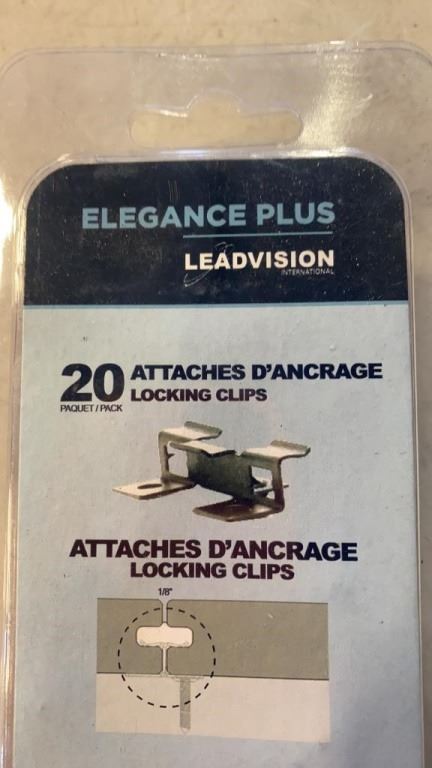 ELEGANCE PLUS
LEADVISION
INTERNATIONAL
20 ATTACHES D'ANCRAGE
PAQUET/PACK LOCKING CLIPS
ATTACHES D'ANCRAGE
LOCKING CLIPS
1/8"